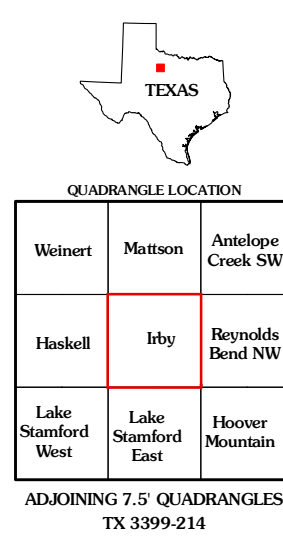 TEXAS
QUADRANGLE LOCATION
Weinert
Mattson
Antelope
Creek SW
Haskell
Irby
Reynolds
Bend NW
Lake
Stamford
West
Lake
Stamford
East
Hoover
Mountain
ADJOINING 7.5' QUADRANGLES
TX 3399-214